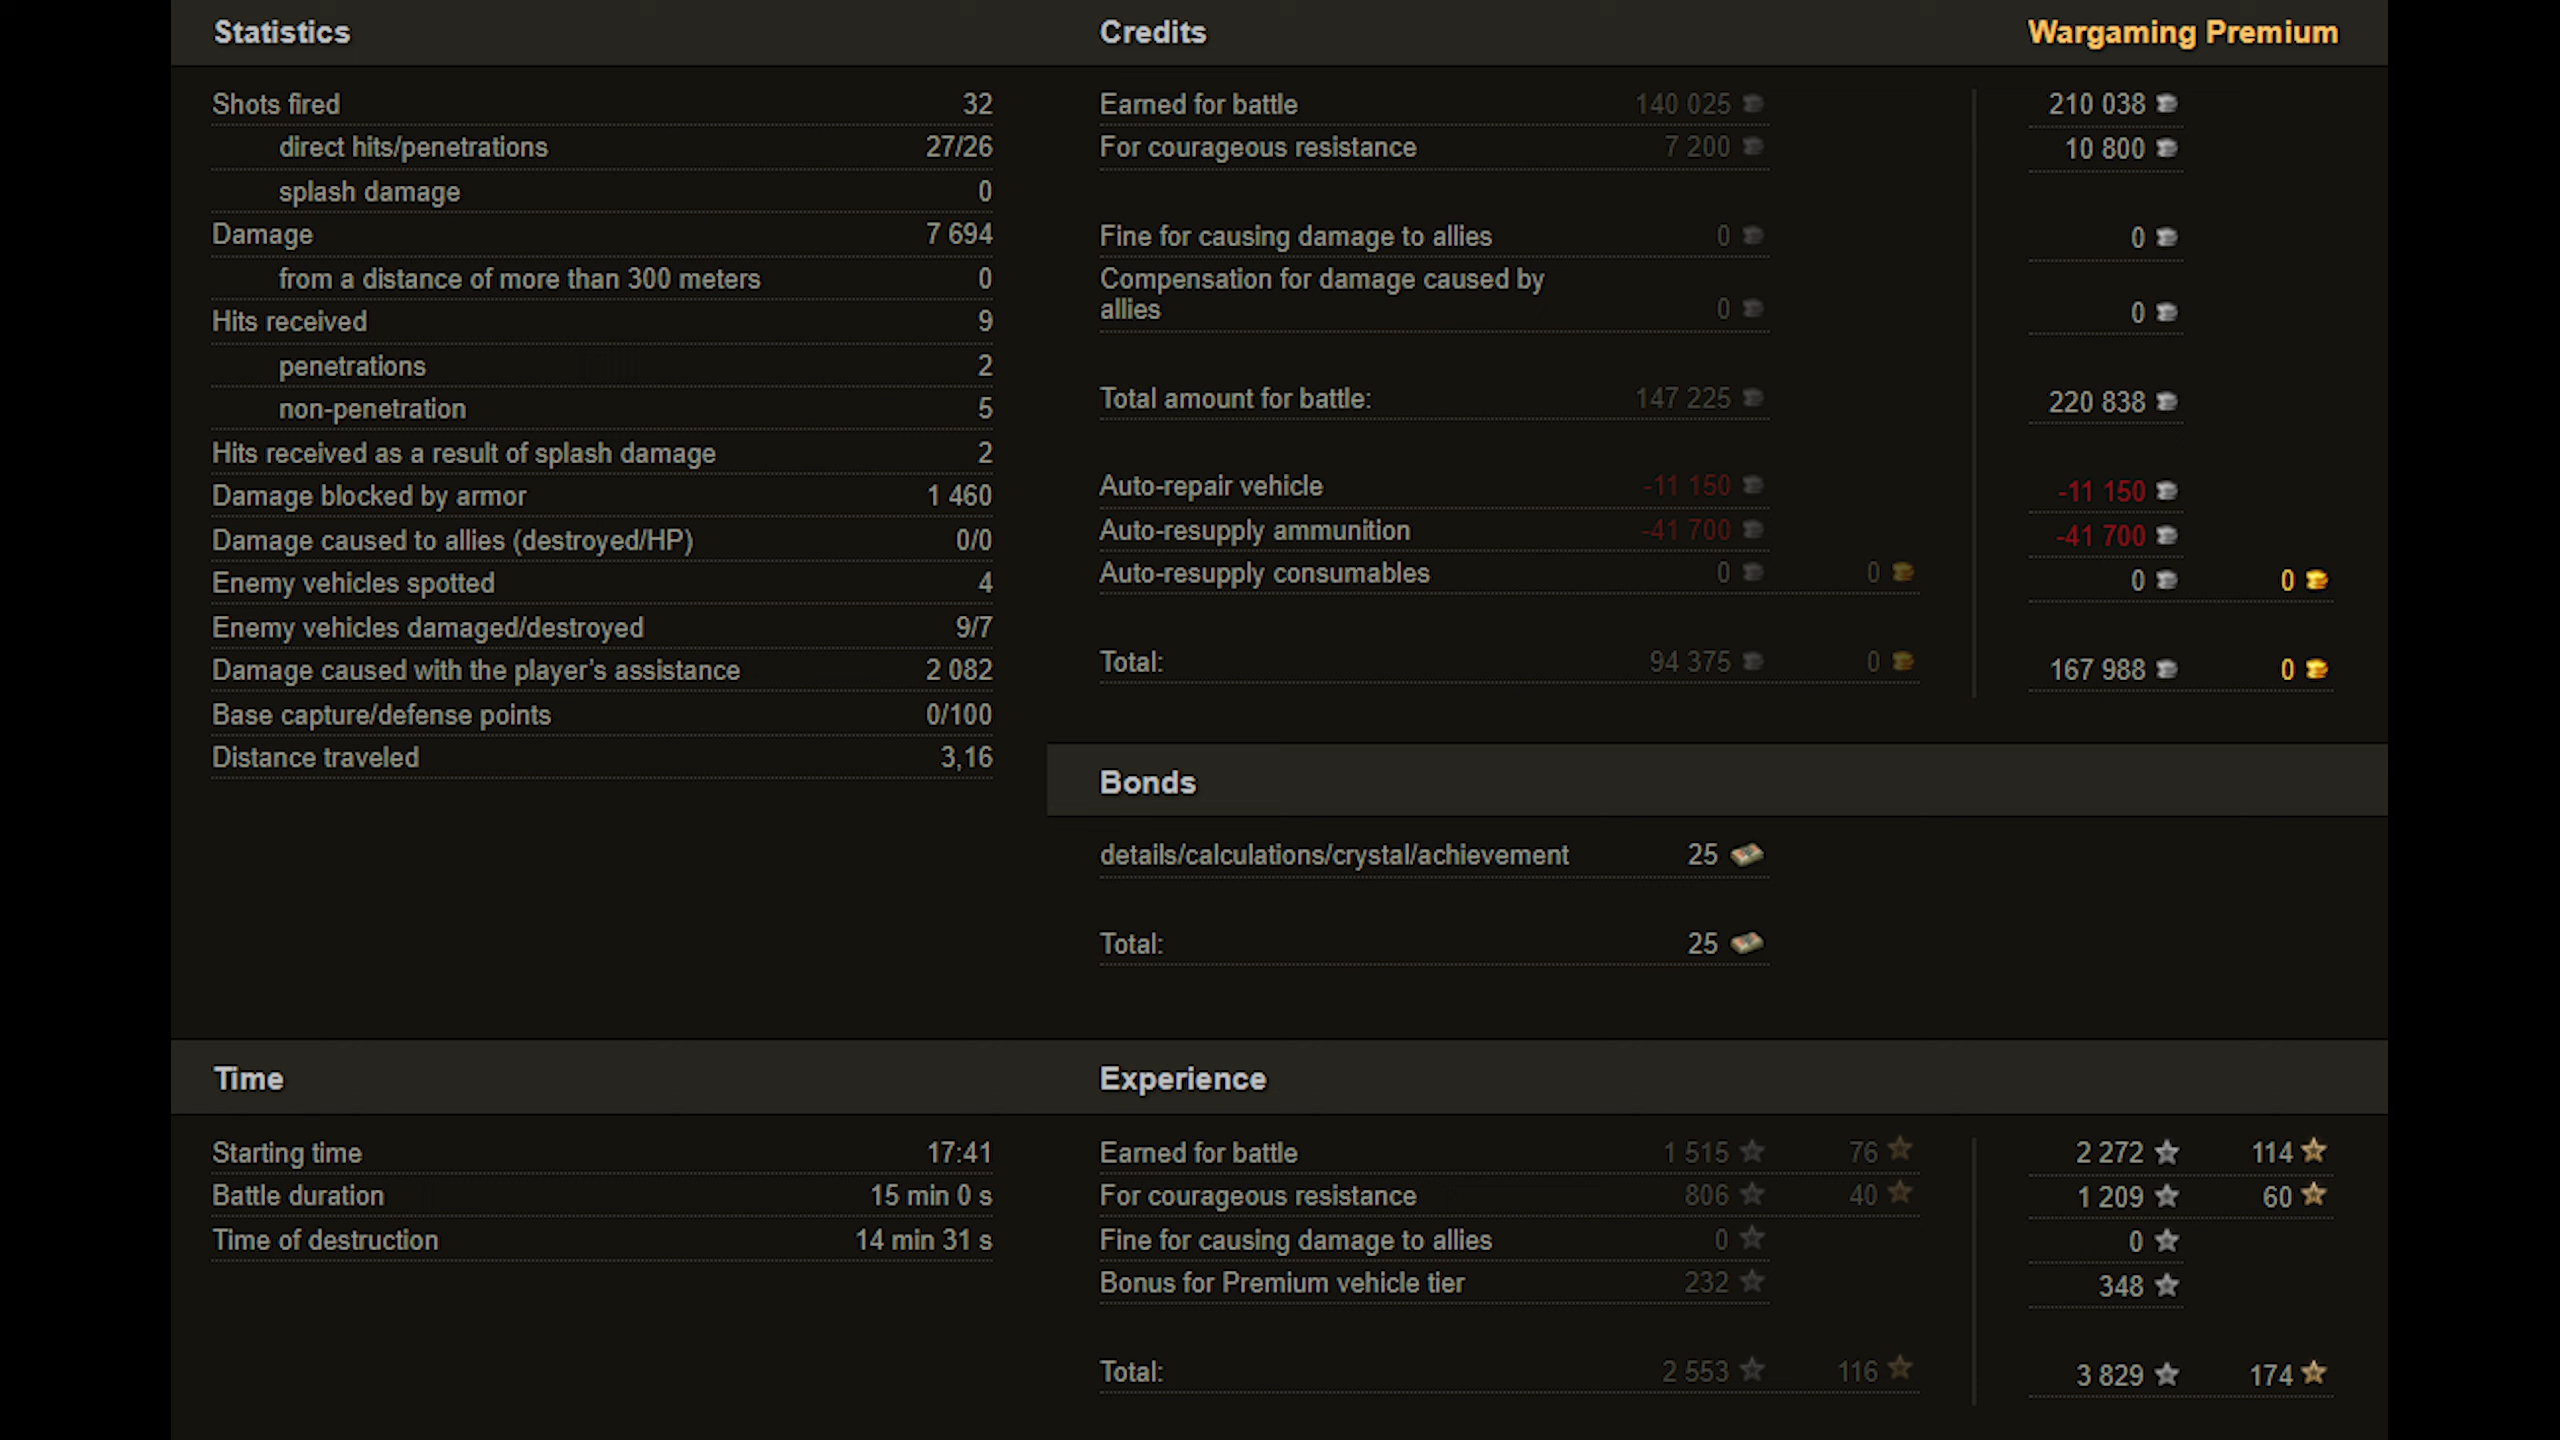 Statistics
Shots fired 32
direct hits/penetrations 27/26
splash damage 0
Damage 7 694
from a distance of more than 300 meters 0
Hits received 9
penetrations 2
non-penetration 5
Hits received as a result of splash damage 2
Damage blocked by armor 1 460
Damage caused to allies (destroyed/HP) 0/0
Enemy vehicles spotted 4
Enemy vehicles damaged/destroyed 9/7
Damage caused with the player's assistance 2 082
Base capture/defense points 0/100
Distance traveled 3,16
Credits Wargaming Premium
Earned for battle 140 025 210 038
For courageous resistance 7 200 10 800
Fine for causing damage to allies 0 0
Compensation for damage caused by
allies 0 0
Total amount for battle: 147 225 220 838
Auto-repair vehicle -11 150 -11 150
Auto-resupply ammunition -41 700 -41 700
Auto-resupply consumables 0 0 0 0
Total: 94 375 0 167 988 0
Bonds
details/calculations/crystal/achievement 25
Total: 25
Time
Starting time 17:41
Battle duration 15 min 0 s
Time of destruction 14 min 31 s
Experience
Earned for battle 1 515 76 2 272 114
For courageous resistance 806 40 1 209 60
Fine for causing damage to allies 0 0
Bonus for Premium vehicle tier 232 348
Total: 2 553 116 3 829 174